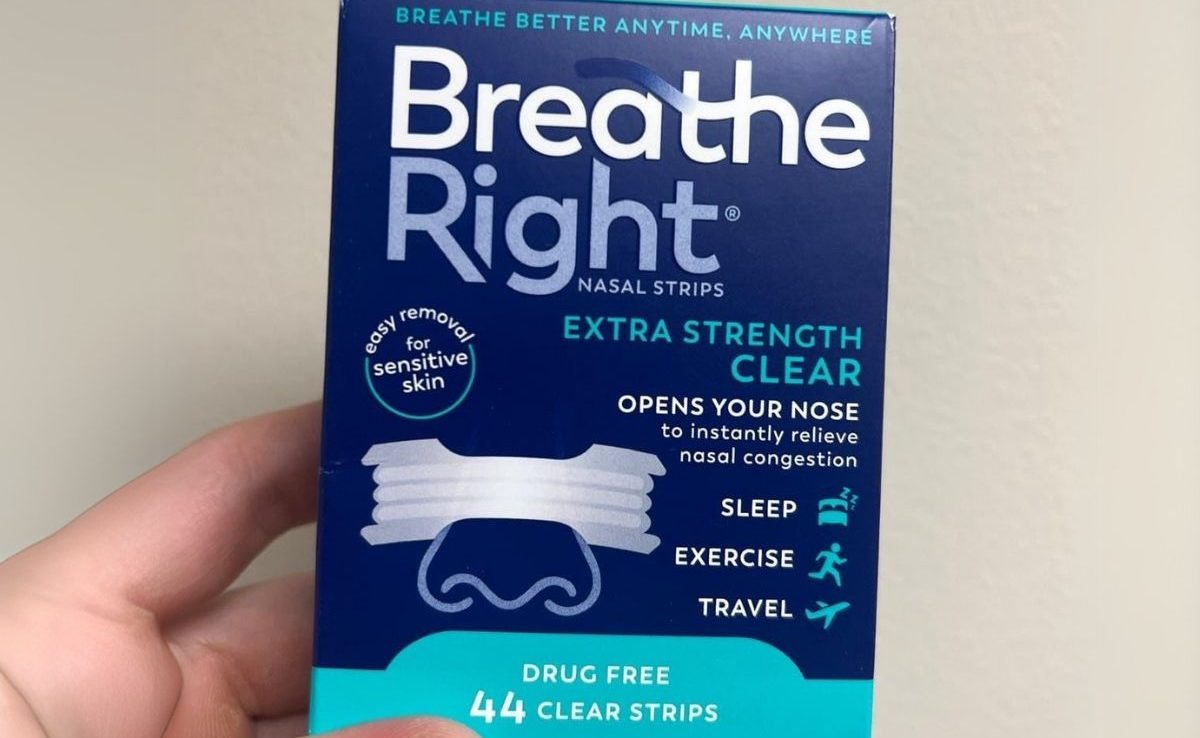 BREATHE BETTER ANYTIME, ANYWHERE
Breathe
Right®
NASAL STRIPS
easy removal
for
sensitive
skin
EXTRA STRENGTH
CLEAR
OPENS YOUR NOSE
to instantly relieve
nasal congestion
SLEEP
zzz
EXERCISE
TRAVEL
DRUG FREE
44 CLEAR STRIPS